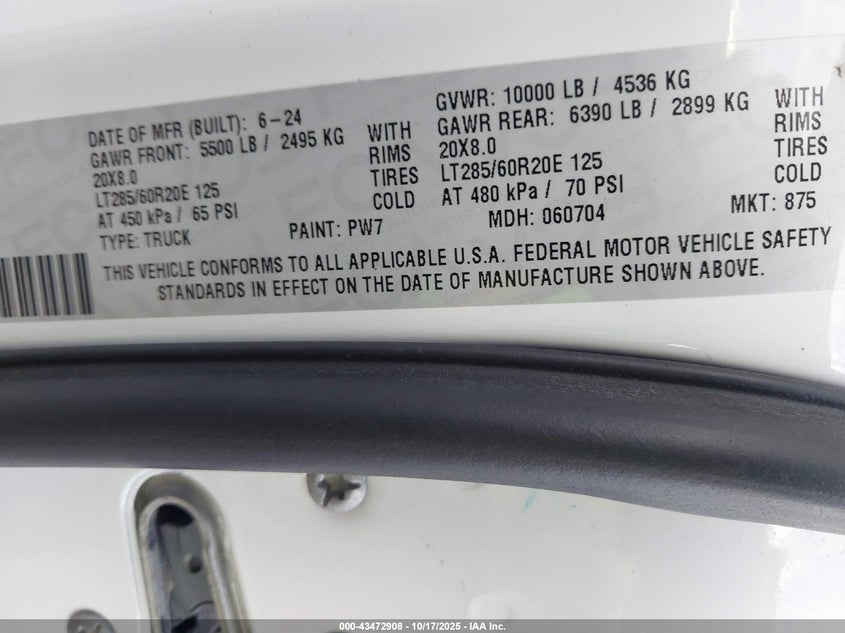 DATE OF MFR (BUILT): 6-24 GVWR: 10000 LB / 4536 KG
GAWR FRONT: 5500 LB / 2495 KG WITH GAWR REAR: 6390 LB / 2899 KG WITH
20X8.0 RIMS 20X8.0 RIMS
LT285/60R20E 125 TIRES LT285/60R20E 125 TIRES
AT 450 kPa / 65 PSI COLD AT 480 kPa / 70 PSI COLD
TYPE: TRUCK PAINT: PW7 MDH: 060704 MKT: 875
THIS VEHICLE CONFORMS TO ALL APPLICABLE U.S.A. FEDERAL MOTOR VEHICLE SAFETY
STANDARDS IN EFFECT ON THE DATE OF MANUFACTURE SHOWN ABOVE.
000-43472908 - 10/17/2025 - IAA Inc.